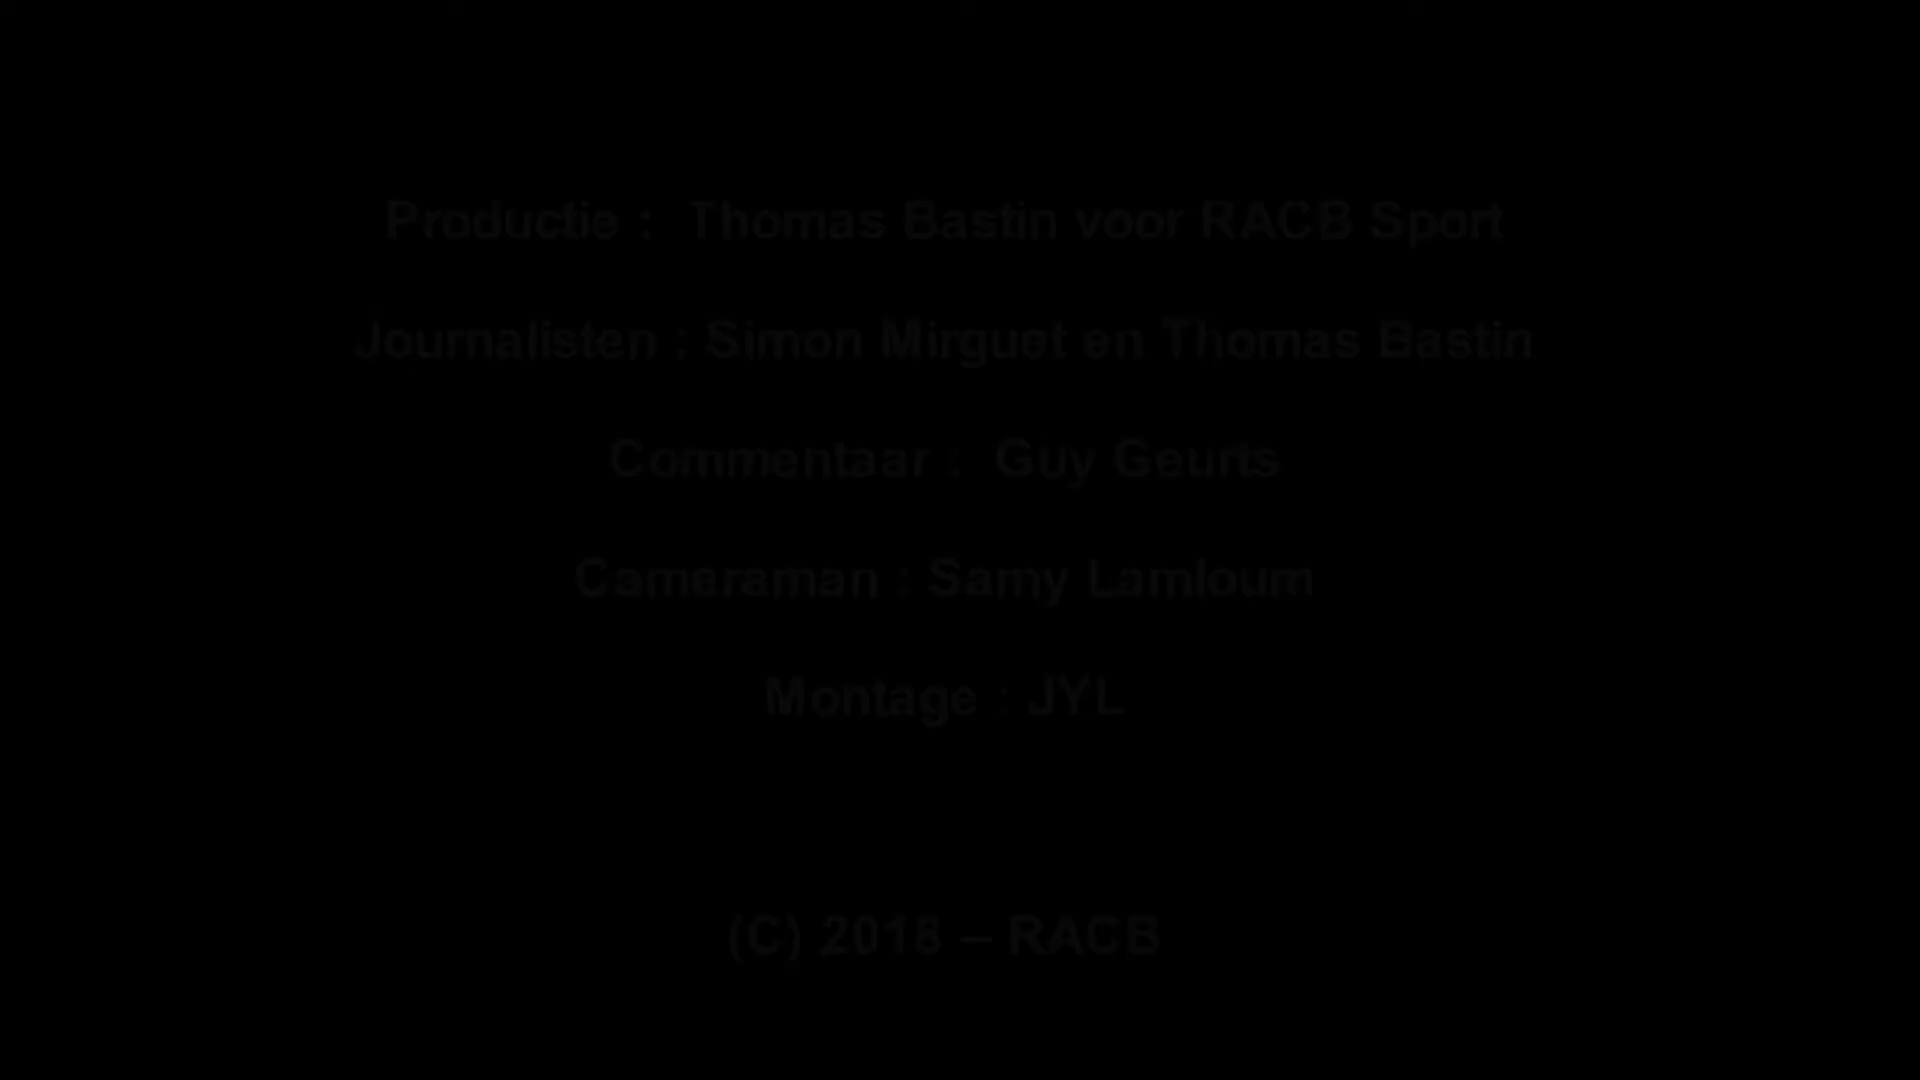 Productie : Thomas Bastin voor RACB Sport
Journalisten : Simon Mirguet en Thomas Bastin
Commentaar : Guy Geurts
Cameraman : Samy Lamloum
Montage : JYL
(C) 2018 – RACB